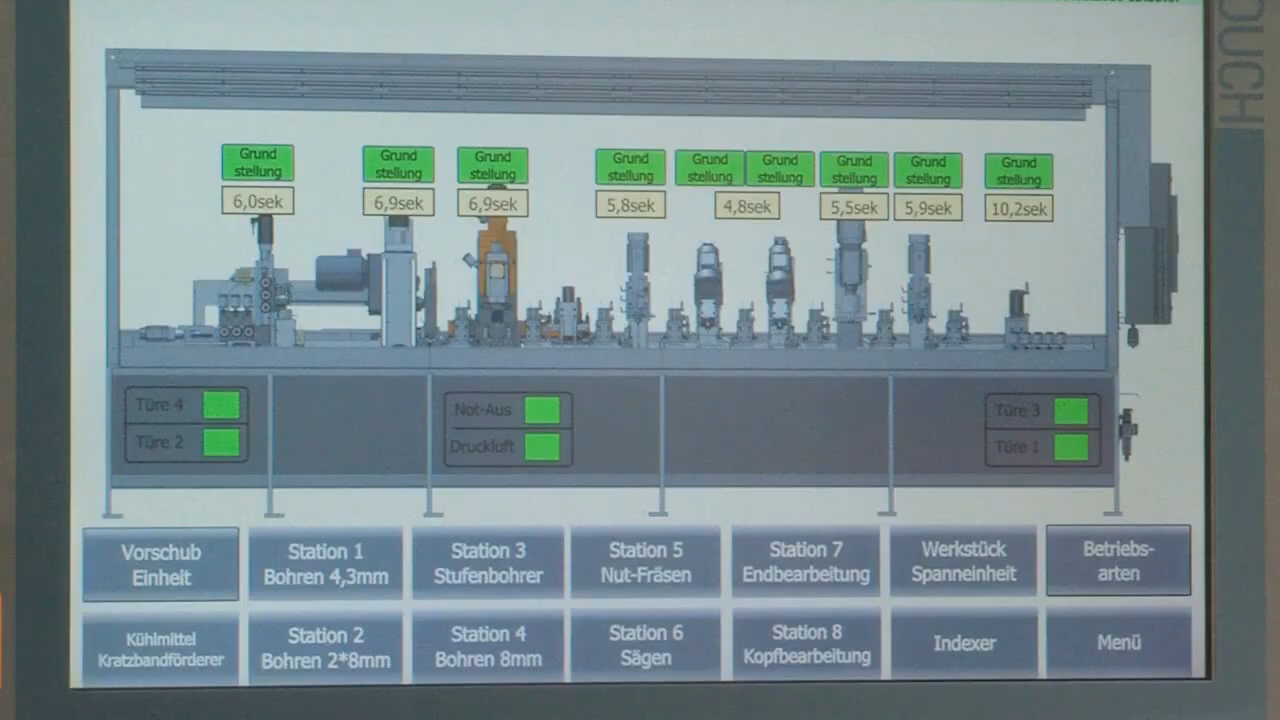 OUCH
Grund
stellung
Grund
stellung
Grund
stellung
Grund
stellung
Grund
stellung
Grund
stellung
Grund
stellung
Grund
stellung
Grund
stellung
6,0sek
6,9sek
6,9sek
5,8sek
4,8sek
5,5sek
5,9sek
10,2sek
Türe 4
Türe 2
Not-Aus
Druckluft
Türe 3
Türe 1
Vorschub
Einheit
Station 1
Bohren 4,3mm
Station 3
Stufenbohrer
Station 5
Nut-Fräsen
Station 7
Endbearbeitung
Werkstück
Spanneinheit
Betriebs-
arten
Kühlmittel
Kratzbandförderer
Station 2
Bohren 2*8mm
Station 4
Bohren 8mm
Station 6
Sägen
Station 8
Kopfbearbeitung
Indexer
Menü